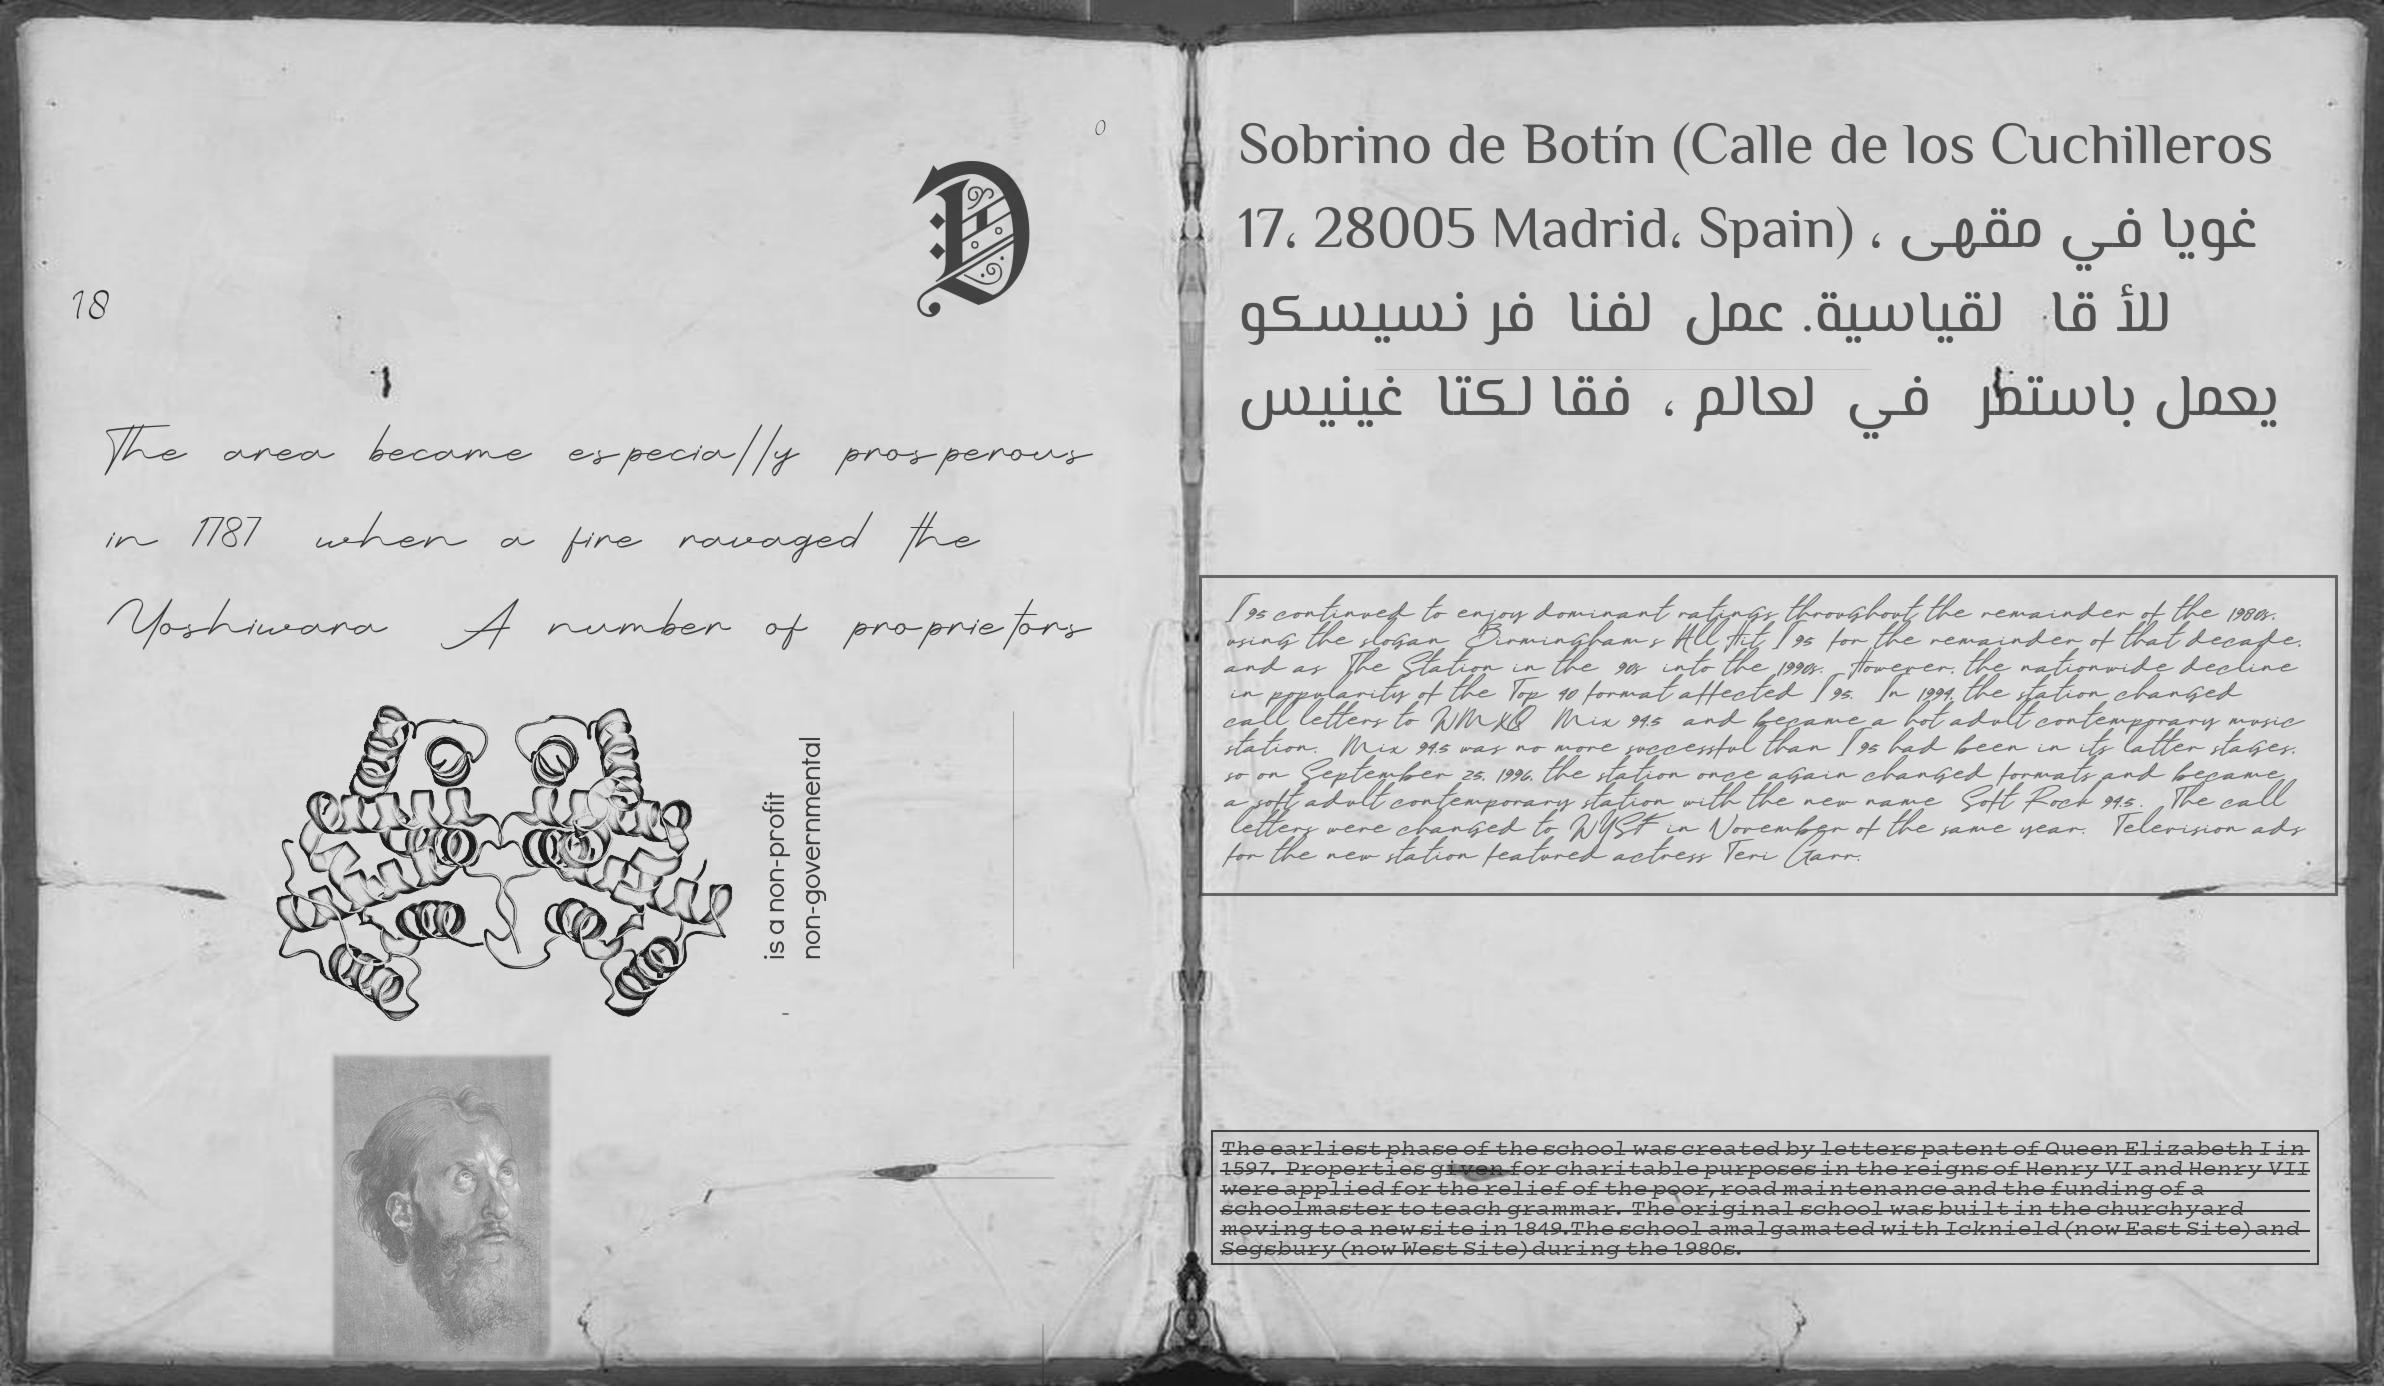 0
D
18
The area became especially prosperous
in 1787 when a fire ravaged the
Yoshiwara A number of proprietors
is a non-profit
non-governmental
-
Sobrino de Botín (Calle de los Cuchilleros
17، 28005 Madrid، Spain) ، غويا في مقهى
للأ قا لقياسية. عمل لفنا فر نسيسكو
يعمل باستمر في لعالم ، فقا لكتا غينيس
I 95 continued to enjoy dominant ratings throughout the remainder of the 1980s,
using the slogan Birmingham s All Hit, I 95 for the remainder of that decade,
and as The Station in the 90s into the 1990s. However, the nationwide decline
in popularity of the Top 40 format affected I 95. In 1994, the station changed
call letters to WMXQ Mix 94.5 and became a hot adult contemporary music
station. Mix 94.5 was no more successful than I 95 had been in its latter stages,
so on September 25, 1996, the station once again changed formats and became
a soft adult contemporary station with the new name Soft Rock 94.5. The call
letters were changed to WYSF in November of the same year. Television ads
for the new station featured actress Teri Garr.
The earliest phase of the school was created by letters patent of Queen Elizabeth I in
1597. Properties given for charitable purposes in the reigns of Henry VI and Henry VII
were applied for the relief of the poor, road maintenance and the funding of a
schoolmaster to teach grammar. The original school was built in the churchyard
moving to a new site in 1849.The school amalgamated with Icknield (now East Site) and
Segsbury (now West Site) during the 1980s.